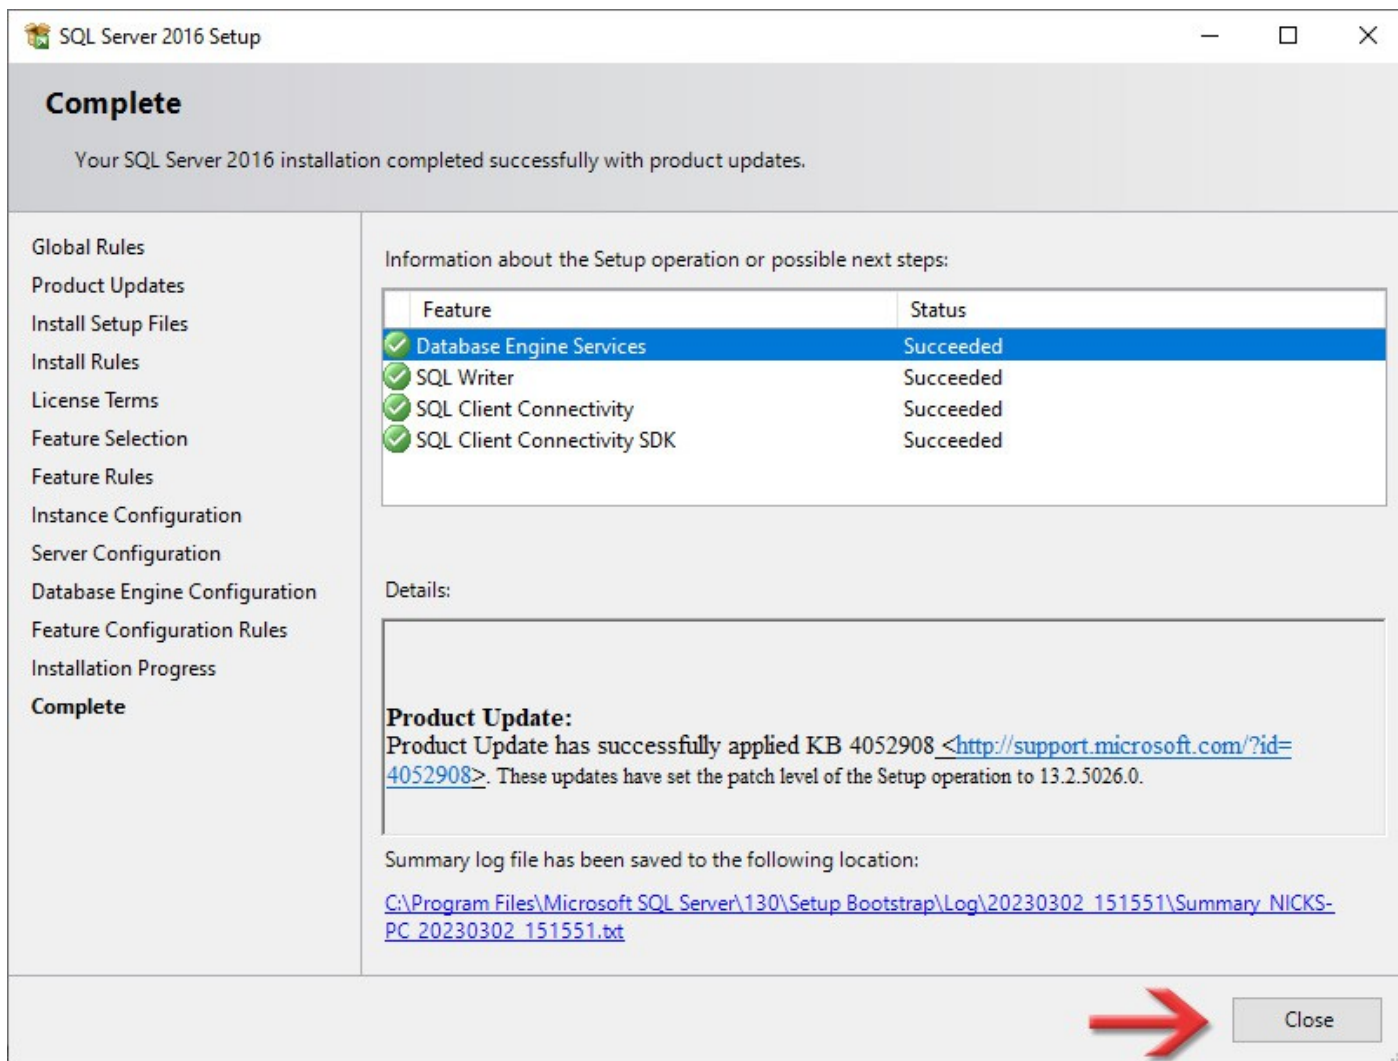 SQL Server 2016 Setup
Complete
Your SQL Server 2016 installation completed successfully with product updates.
Global Rules
Product Updates
Install Setup Files
Install Rules
License Terms
Feature Selection
Feature Rules
Instance Configuration
Server Configuration
Database Engine Configuration
Feature Configuration Rules
Installation Progress
Complete
Information about the Setup operation or possible next steps:
Feature Status
Database Engine Services Succeeded
SQL Writer Succeeded
SQL Client Connectivity Succeeded
SQL Client Connectivity SDK Succeeded
Details:
Product Update:
Product Update has successfully applied KB 4052908 <http://support.microsoft.com/?id=
4052908>. These updates have set the patch level of the Setup operation to 13.2.5026.0.
Summary log file has been saved to the following location:
C:\Program Files\Microsoft SQL Server\130\Setup Bootstrap\Log\20230302_151551\Summary_NICKS-
PC_20230302_151551.txt
Close